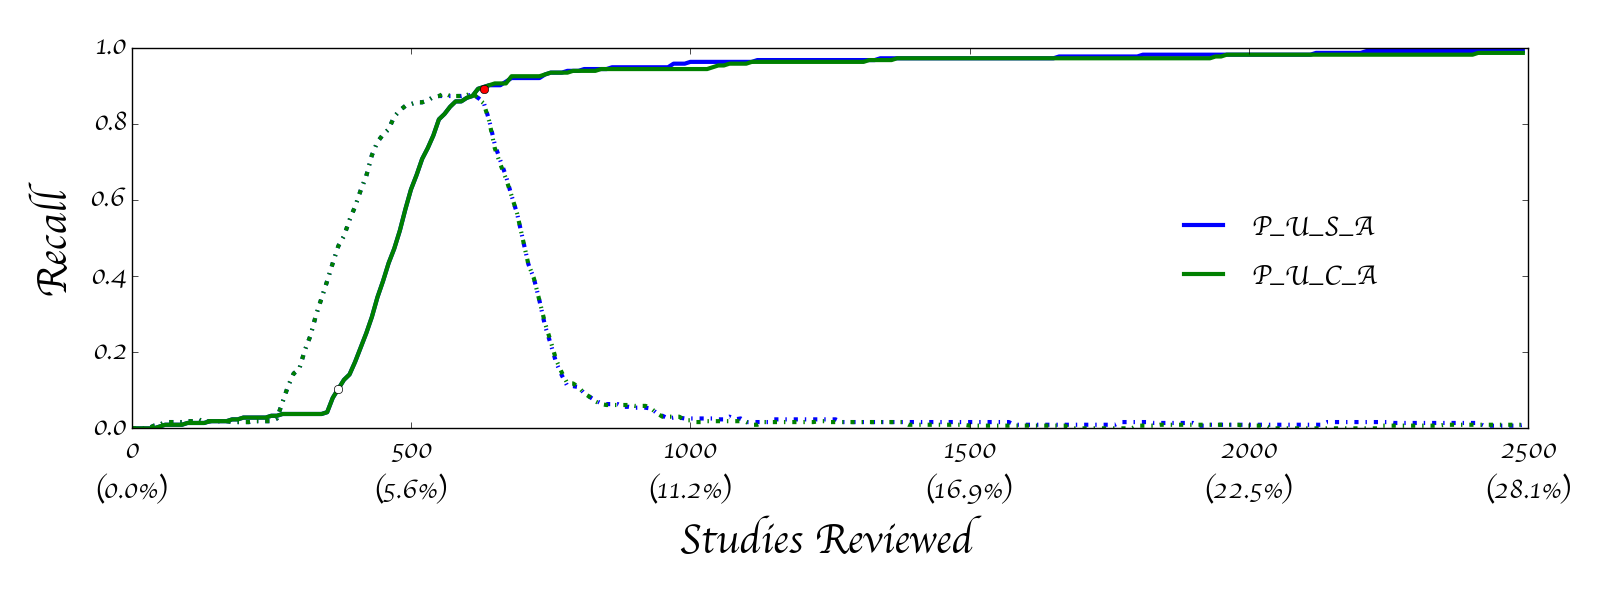 1.0
0.8
0.6
0.4
0.2
0.0
Recall
P_U_S_A
P_U_C_A
0 500 1000 1500 2000 2500
(0.0%) (5.6%) (11.2%) (16.9%) (22.5%) (28.1%)
Studies Reviewed